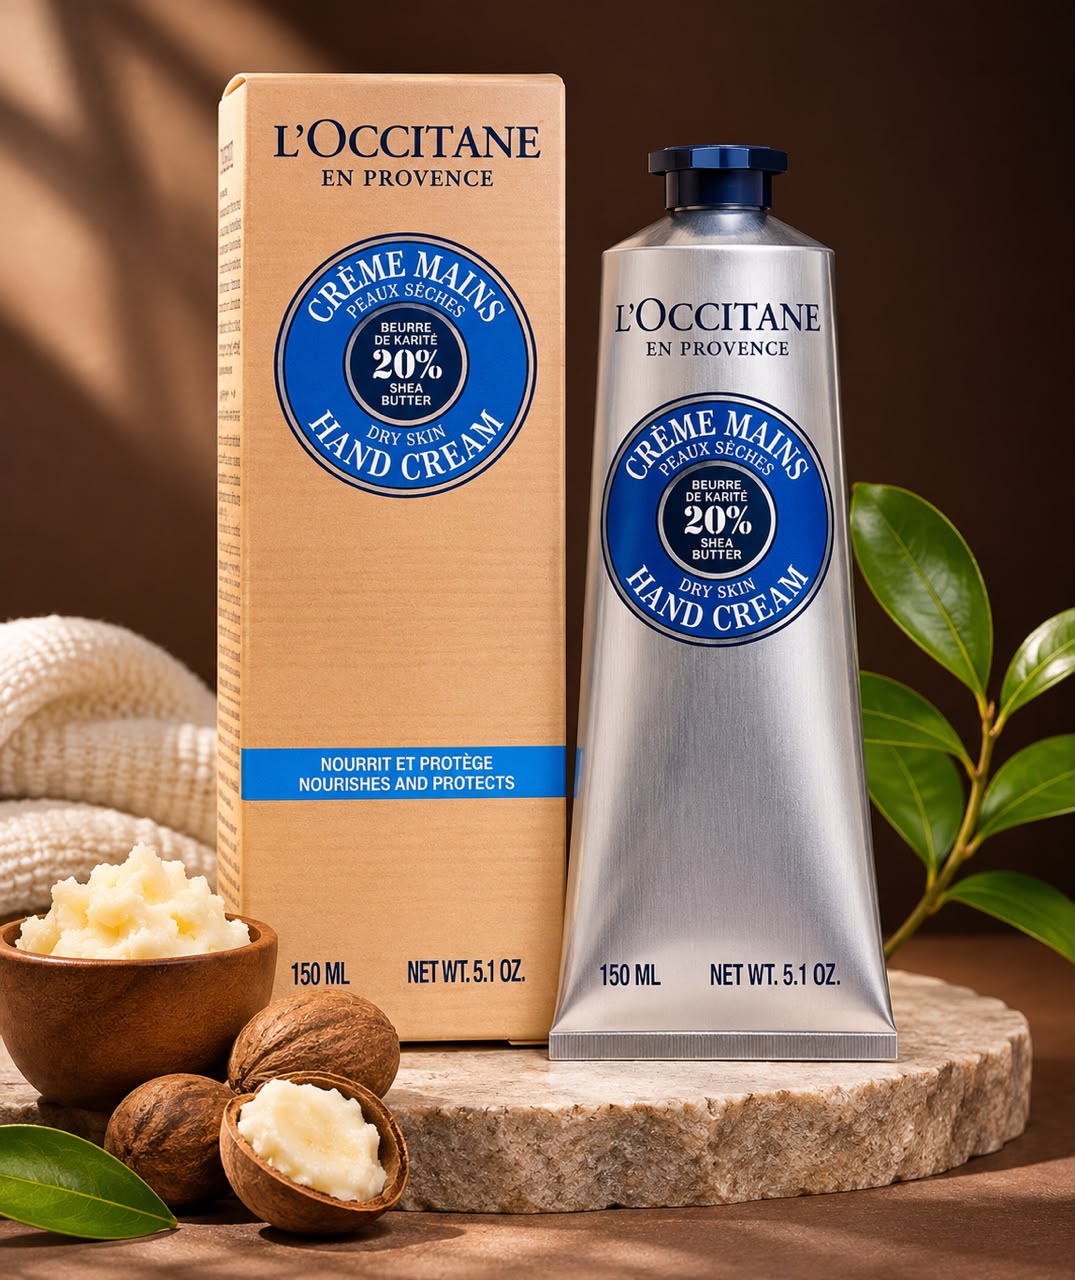 L'OCCITANE
EN PROVENCE
CRÈME MAINS
PEAUX SÈCHES
BEURRE
DE KARITÉ
20%
SHEA
BUTTER
DRY SKIN
HAND CREAM
NOURRIT ET PROTÈGE
NOURISHES AND PROTECTS
150 ML NET WT. 5.1 OZ.
L'OCCITANE
EN PROVENCE
CRÈME MAINS
PEAUX SÈCHES
BEURRE
DE KARITÉ
20%
SHEA
BUTTER
DRY SKIN
HAND CREAM
150 ML NET WT. 5.1 OZ.